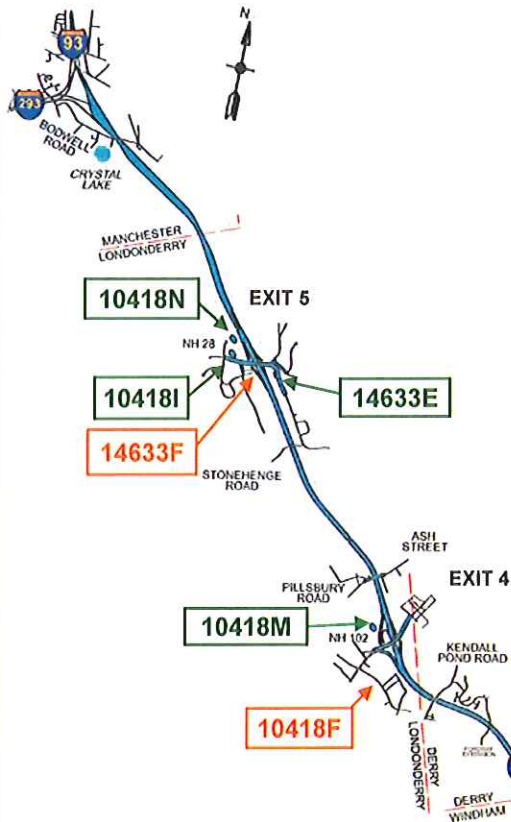 N
93
293
BODWELL
ROAD
CRYSTAL
LAKE
MANCHESTER
LONDONDERRY
10418N
EXIT 5
NH 28
10418I
14633E
14633F
STONEHENGE
ROAD
ASH
STREET
EXIT 4
PILLSBURY
ROAD
10418M
NH 102
KENDALL
POND ROAD
10418F
DERRY
LONDONDERRY
DERRY
WINDHAM